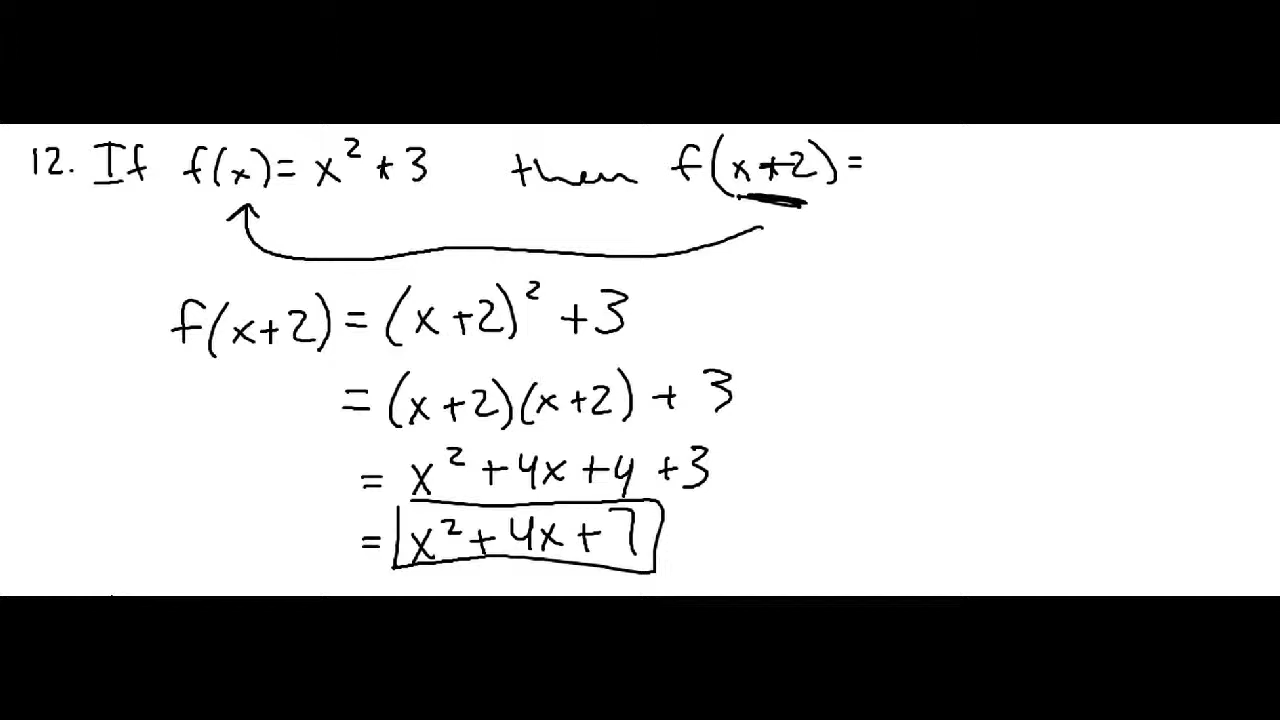 12. If f(x) = x² + 3 then f(x+2) =
f(x+2) = (x+2)² + 3
= (x+2)(x+2) + 3
= x² + 4x + 4 + 3
= x² + 4x + 7